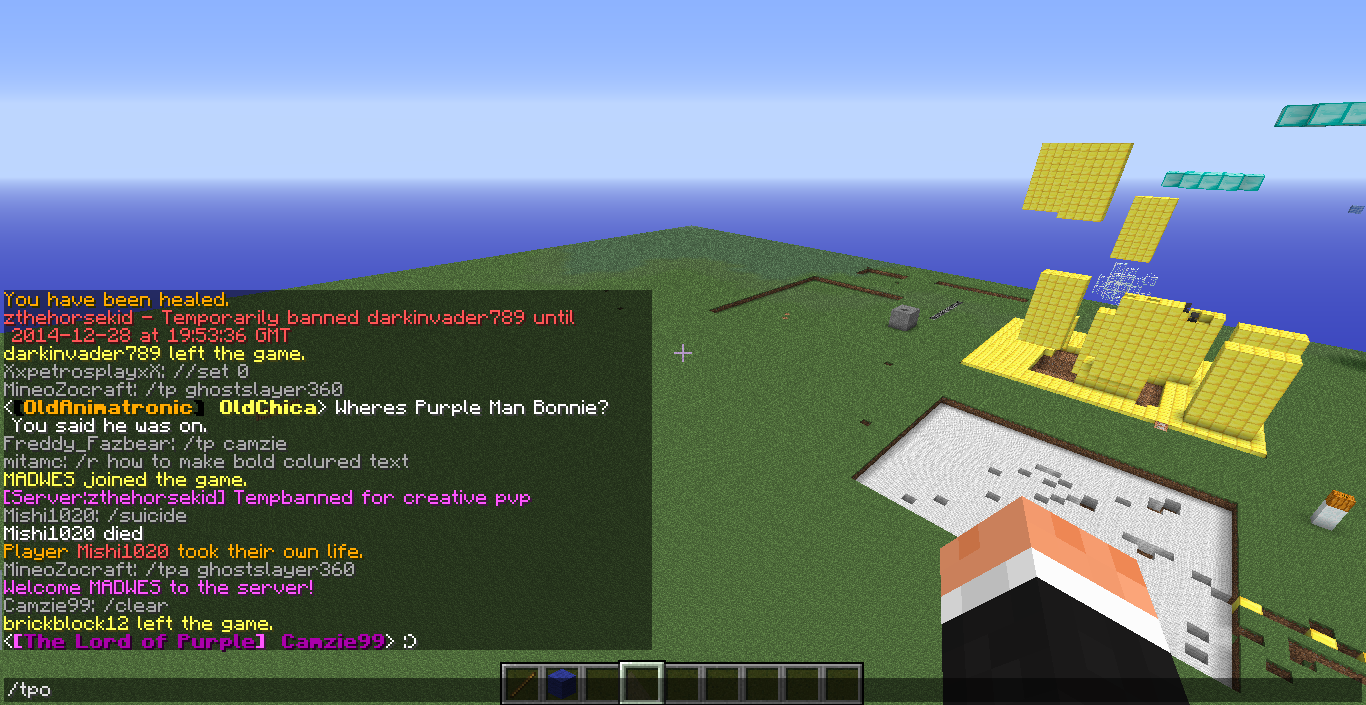 You have been healed.
zthehorsekid - Temporarily banned darkinvader789 until
2014-12-28 at 19:53:36 GMT
darkinvader789 left the game.
XxpetrosplayxX: //set 0
MineoZocraft: /tp ghostslayer360
<[OldAnimatronic] OldChica> Wheres Purple Man Bonnie?
You said he was on.
Freddy_Fazbear: /tp camzie
mitamc: /r how to make bold colured text
MADWES joined the game.
[Server:zthehorsekid] Tempbanned for creative pvp
Mishi1020: /suicide
Mishi1020 died
Player Mishi1020 took their own life.
MineoZocraft: /tpa ghostslayer360
Welcome MADWES to the server!
Camzie99: /clear
brickblock12 left the game.
<[The Lord of Purple] Camzie99> :)
/tpo